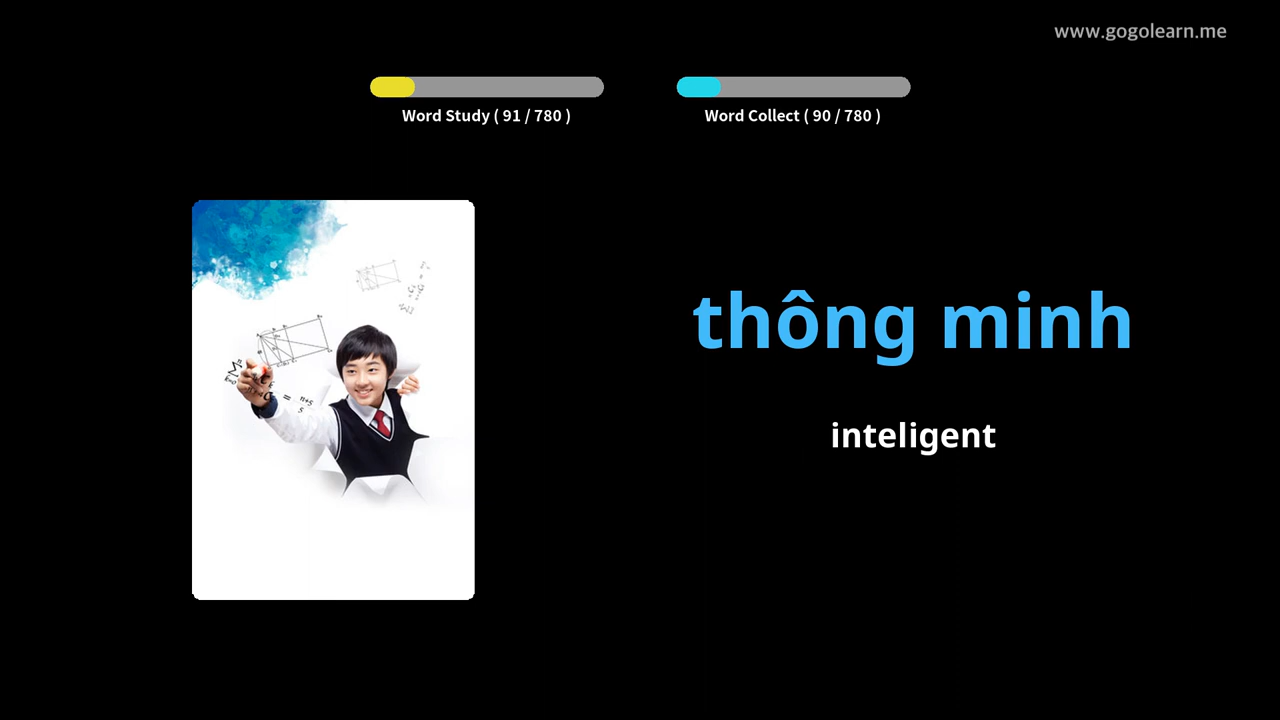 www.gogolearn.me
Word Study ( 91 / 780 )
Word Collect ( 90 / 780 )
thông minh
inteligent